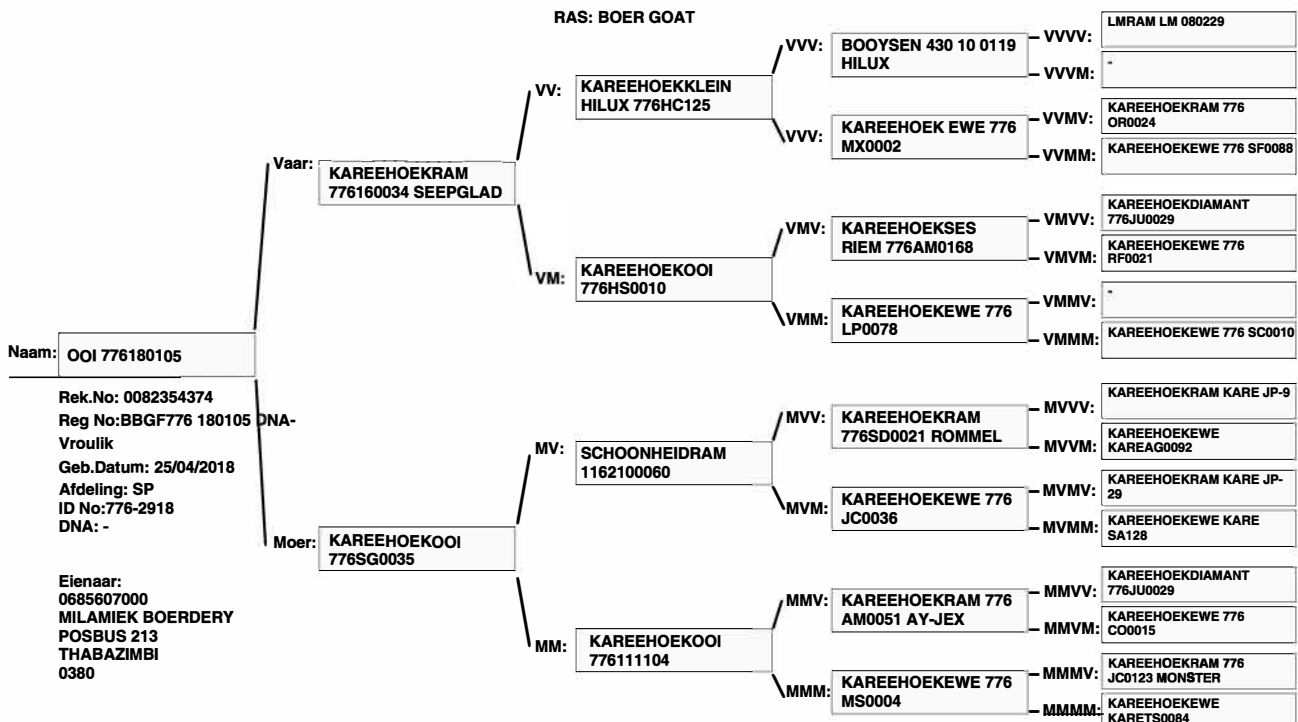 RAS: BOER GOAT
Naam:
OOI 776180105
Rek.No: 0082354374
Reg No:BBGF776 180105 DNA-
Vroulik
Geb.Datum: 25/04/2018
Afdeling: SP
ID No:776-2918
DNA: -
Eienaar:
0685607000
MILAMIEK BOERDERY
POSBUS 213
THABAZIMBI
0380
Vaar:
KAREEHOEKRAM
776160034 SEEPGLAD
Moer:
KAREEHOEKOOI
776SG0035
VV:
KAREEHOEKKLEIN
HILUX 776HC125
VM:
KAREEHOEKOOI
776HS0010
MV:
SCHOONHEIDRAM
1162100060
MM:
KAREEHOEKOOI
776111104
VVV:
BOOYSEN 430 10 0119
HILUX
VVV:
KAREEHOEK EWE 776
MX0002
VMV:
KAREEHOEKSES
RIEM 776AM0168
VMM:
KAREEHOEKEWE 776
LP0078
MVV:
KAREEHOEKRAM
776SD0021 ROMMEL
MVM:
KAREEHOEKEWE 776
JC0036
MMV:
KAREEHOEKRAM 776
AM0051 AY-JEX
MMM:
KAREEHOEKEWE 776
MS0004
VVVV:
LMRAM LM 080229
VVVM:
-
VVMV:
KAREEHOEKRAM 776
OR0024
VVMM:
KAREEHOEKEWE 776 SF0088
VMVV:
KAREEHOEKDIAMANT
776JU0029
VMVM:
KAREEHOEKEWE 776
RF0021
VMMV:
-
VMMM:
KAREEHOEKEWE 776 SC0010
MVVV:
KAREEHOEKRAM KARE JP-9
MVVM:
KAREEHOEKEWE
KAREAG0092
MVMV:
KAREEHOEKRAM KARE JP-
29
MVMM:
KAREEHOEKEWE KARE
SA128
MMVV:
KAREEHOEKDIAMANT
776JU0029
MMVM:
KAREEHOEKEWE 776
CO0015
MMMV:
KAREEHOEKRAM 776
JC0123 MONSTER
MMMM:
KAREEHOEKEWE
KARETS0084